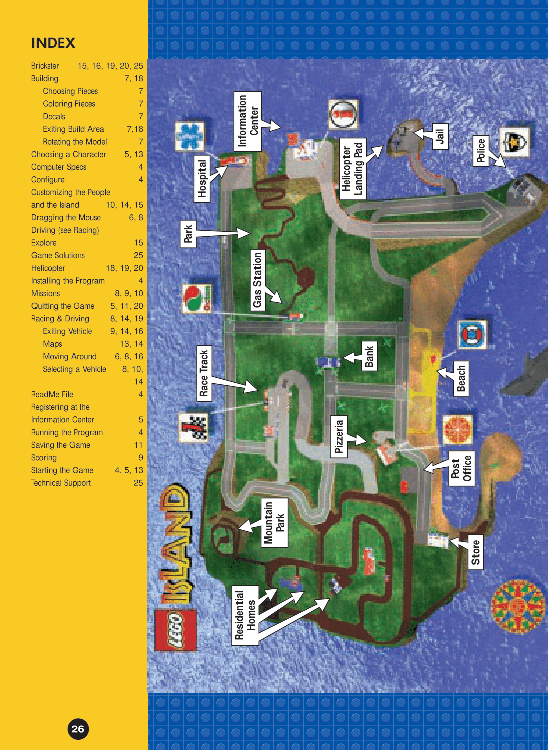 INDEX
Brickster 15, 16, 19, 20, 25
Building 7, 18
Choosing Pieces 7
Coloring Pieces 7
Decals 7
Exiting Build Area 7,18
Rotating the Model 7
Choosing a Character 5, 13
Computer Specs 4
Configure 4
Customizing the People
and the Island 10, 14, 15
Dragging the Mouse 6, 8
Driving (see Racing)
Explore 15
Game Solutions 25
Helicopter 18, 19, 20
Installing the Program 4
Missions 8, 9, 10
Quitting the Game 5, 11, 20
Racing & Driving 8, 14, 19
Exiting Vehicle 9, 14, 16
Maps 13, 14
Moving Around 6, 8, 16
Selecting a Vehicle 8, 10,
14
ReadMe File 4
Registering at the
Information Center 5
Running the Program 4
Saving the Game 11
Scoring 9
Starting the Game 4, 5, 13
Technical Support 25
26
LEGO
ISLAND
Information
Center
Hospital
Helicopter
Landing Pad
Jail
Police
Park
Gas Station
Race Track
Bank
Beach
Pizzeria
Post
Office
Mountain
Park
Store
Residential
Homes